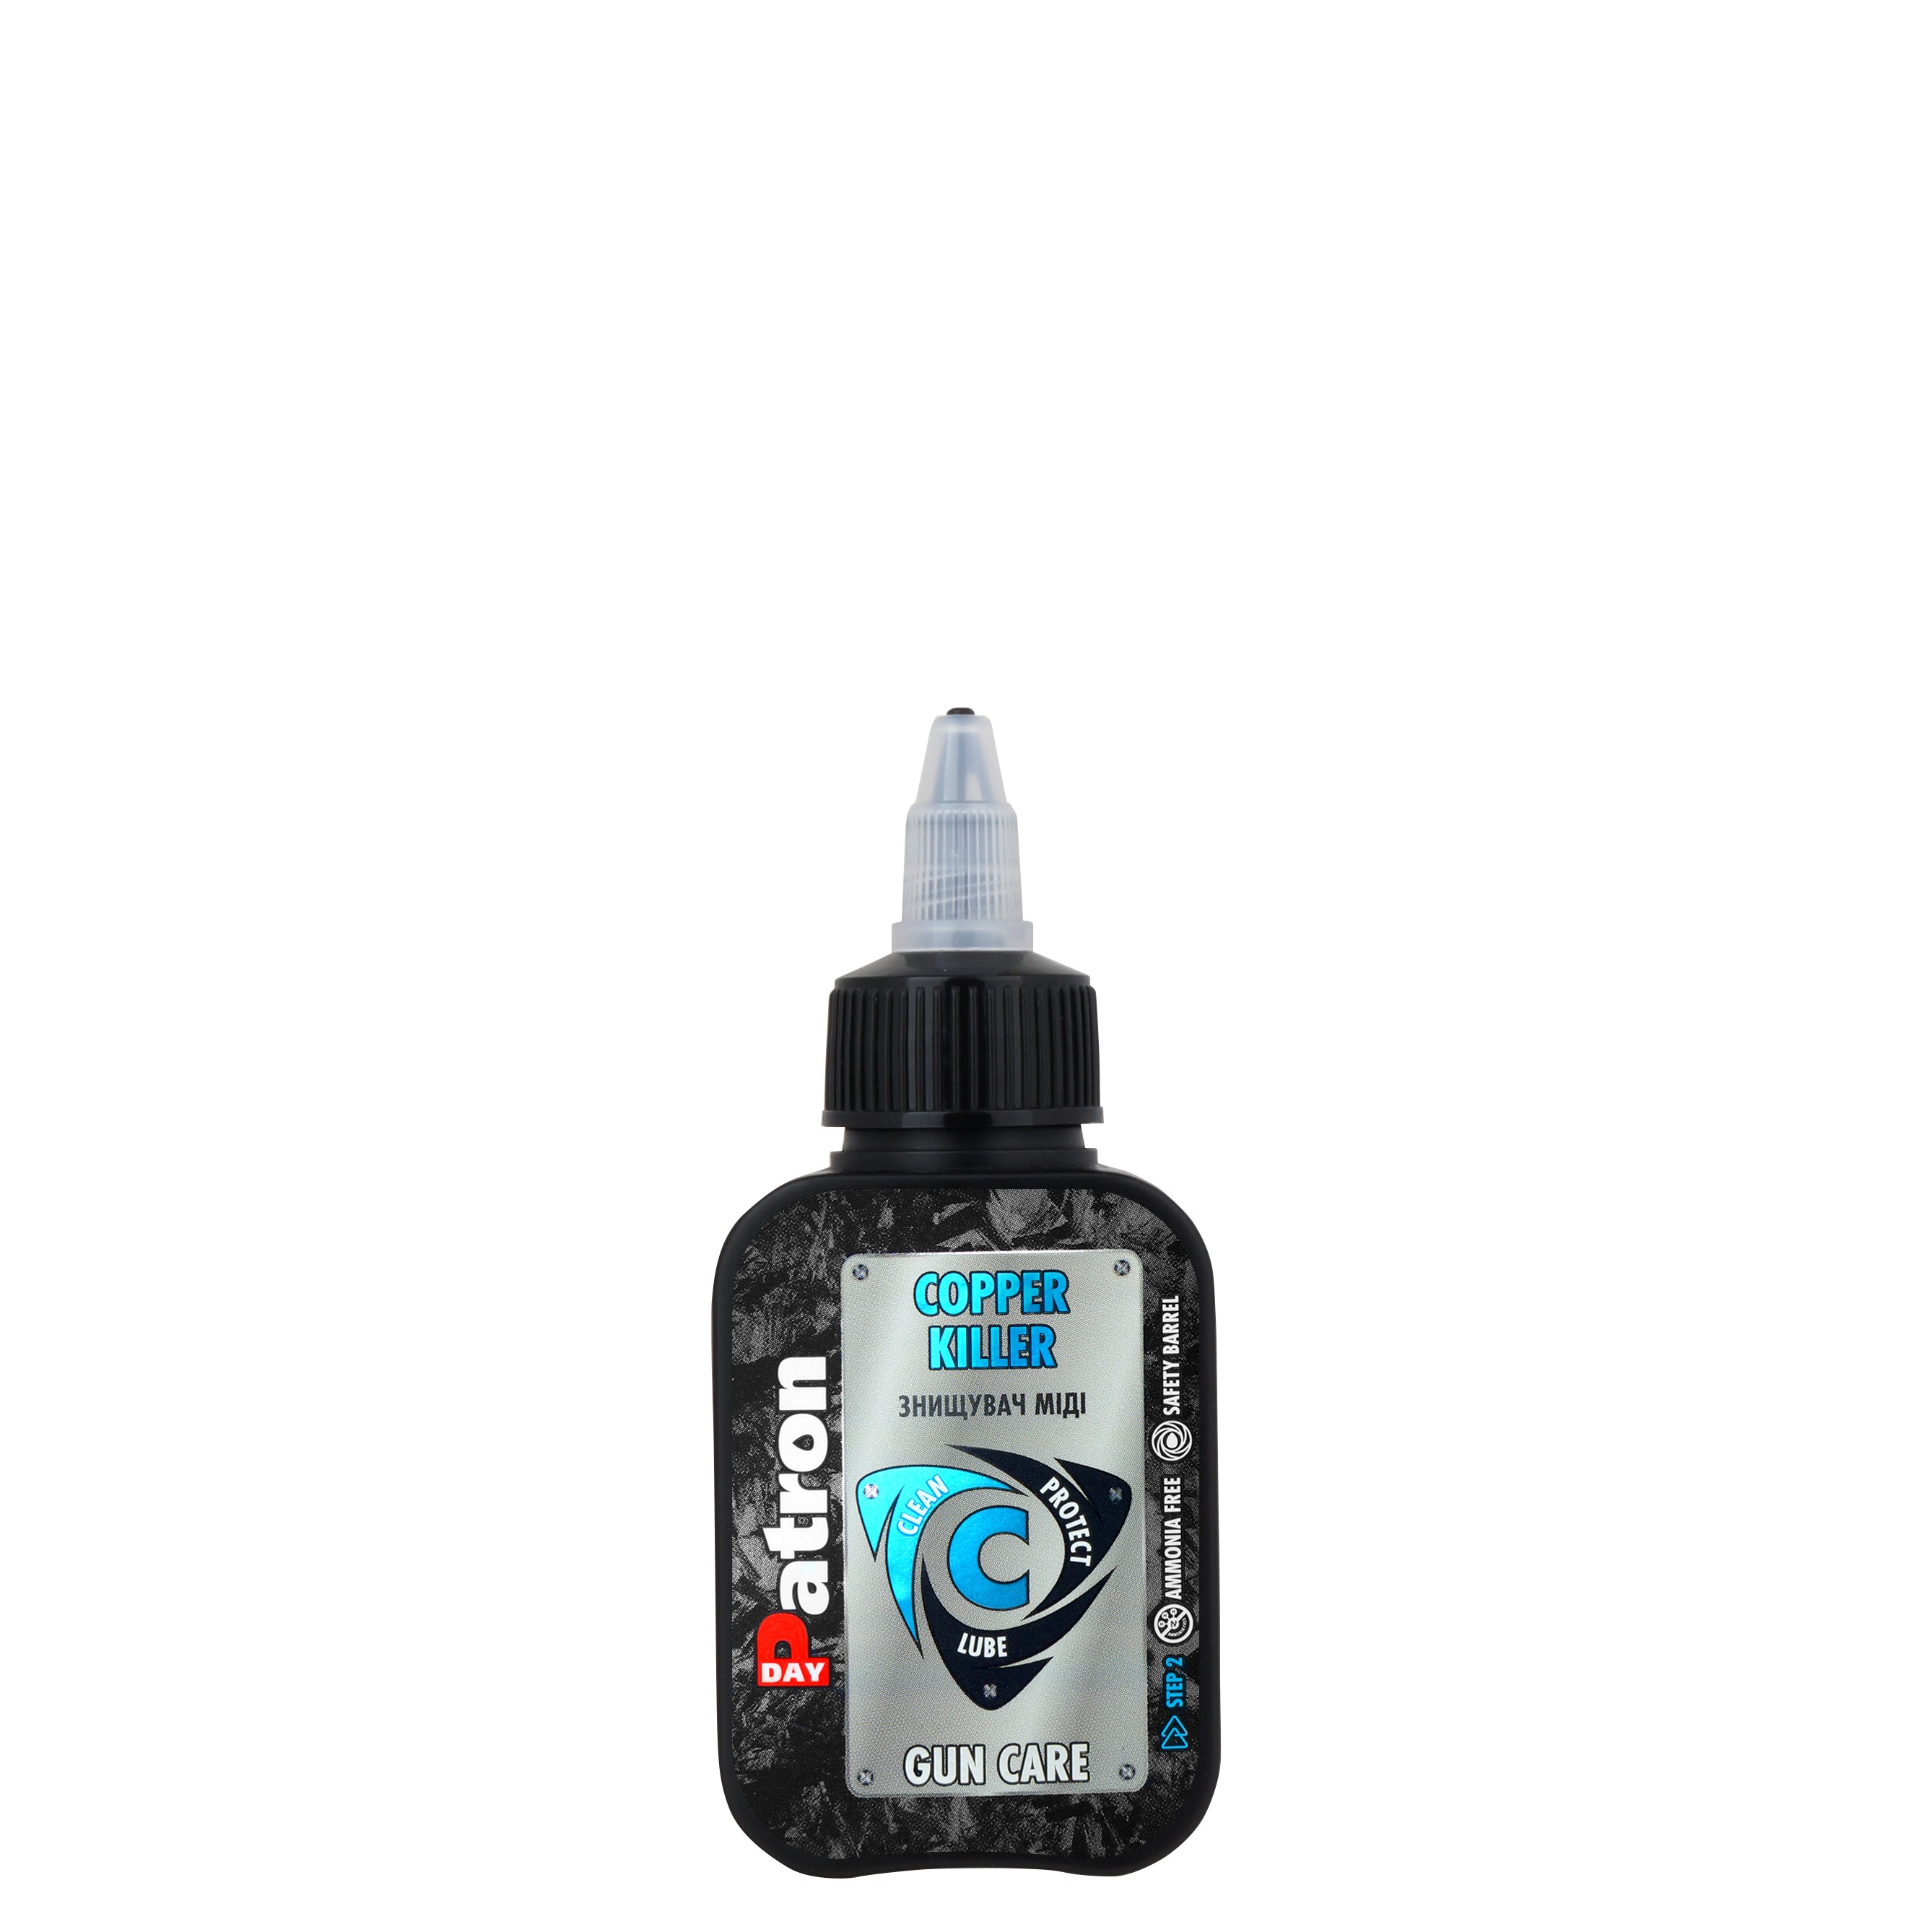 COPPER
KILLER
ЗНИЩУВАЧ МІДІ
CLEAN
PROTECT
C
LUBE
GUN CARE
DAY Patron
STEP 2
AMMONIA FREE
SAFETY BARREL